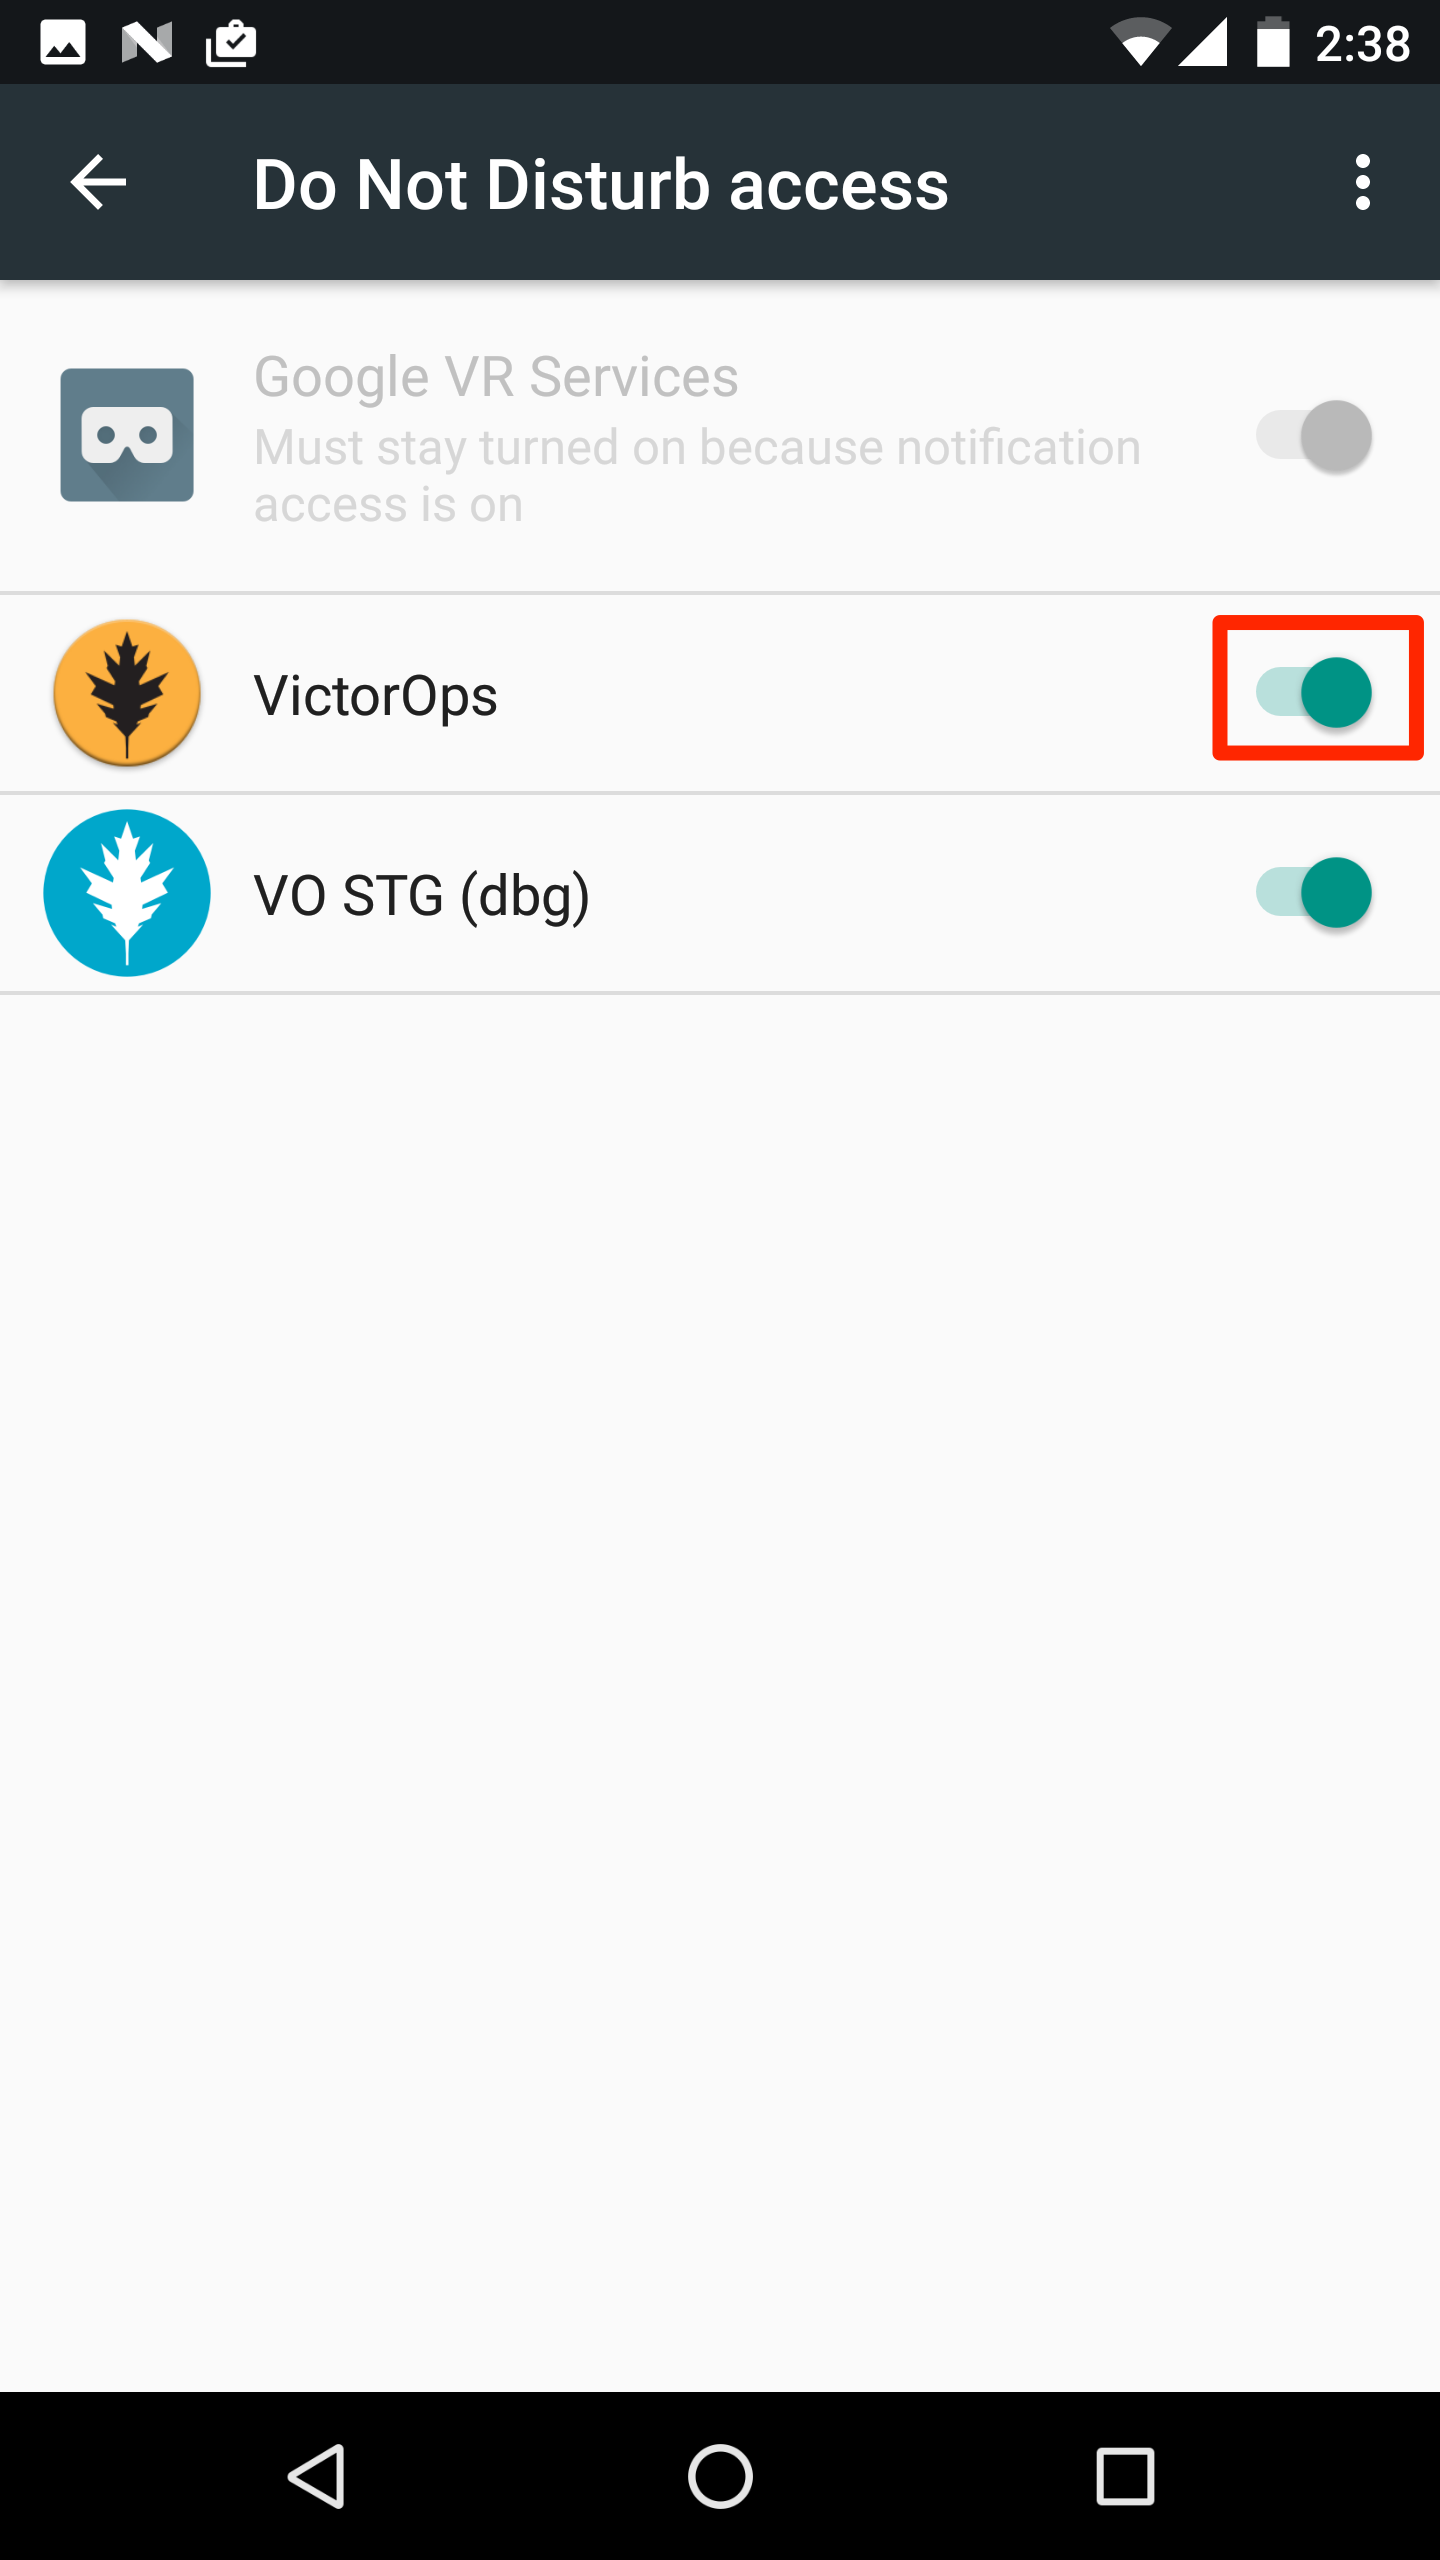 2:38
Do Not Disturb access
Google VR Services
Must stay turned on because notification
access is on
VictorOps
VO STG (dbg)